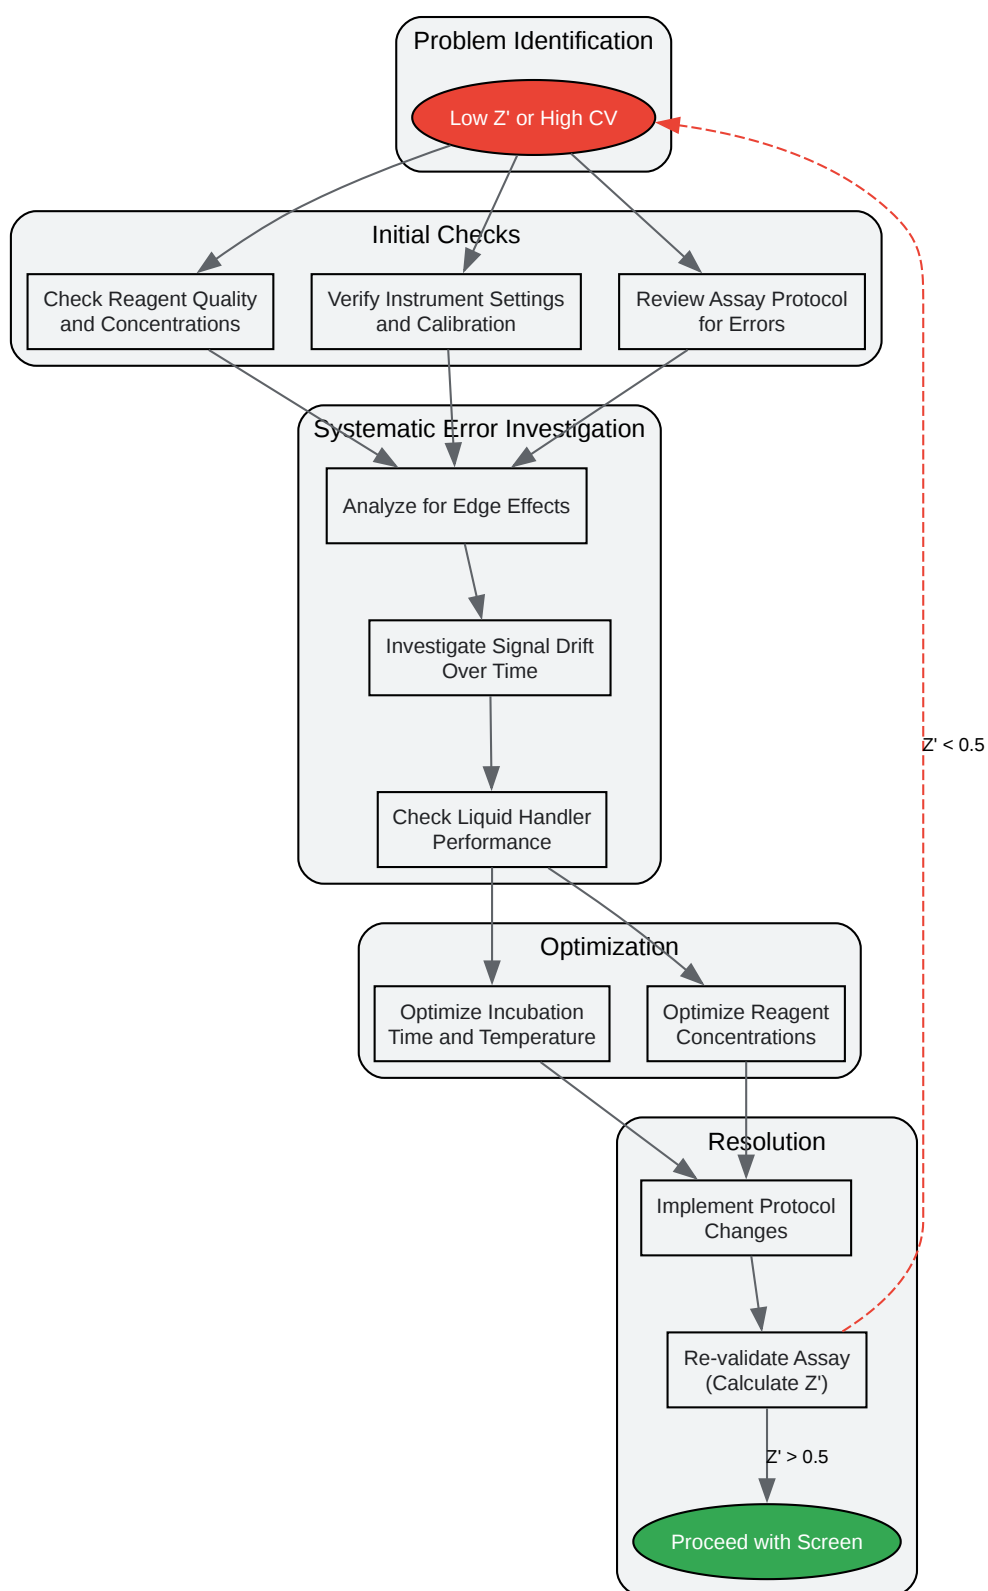 Problem Identification
Low Z' or High CV
Initial Checks
Check Reagent Quality
and Concentrations
Verify Instrument Settings
and Calibration
Review Assay Protocol
for Errors
Systematic Error Investigation
Analyze for Edge Effects
Investigate Signal Drift
Over Time
Z' < 0.5
Check Liquid Handler
Performance
Optimization
Optimize Incubation
Time and Temperature
Optimize Reagent
Concentrations
Resolution
Implement Protocol
Changes
Re-validate Assay
(Calculate Z')
Z' > 0.5
Proceed with Screen